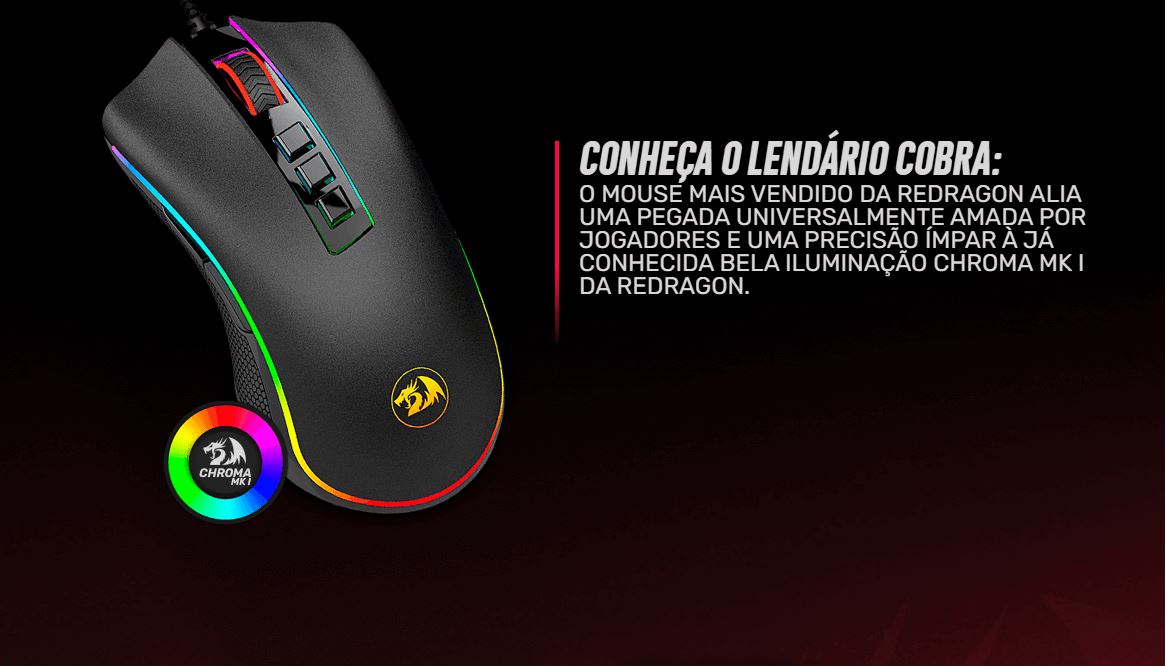 CONHEÇA O LENDÁRIO COBRA:
O MOUSE MAIS VENDIDO DA REDRAGON ALIA
UMA PEGADA UNIVERSALMENTE AMADA POR
JOGADORES E UMA PRECISÃO ÍMPAR À JÁ
CONHECIDA BELA ILUMINAÇÃO CHROMA MK I
DA REDRAGON.
CHROMA
MK I